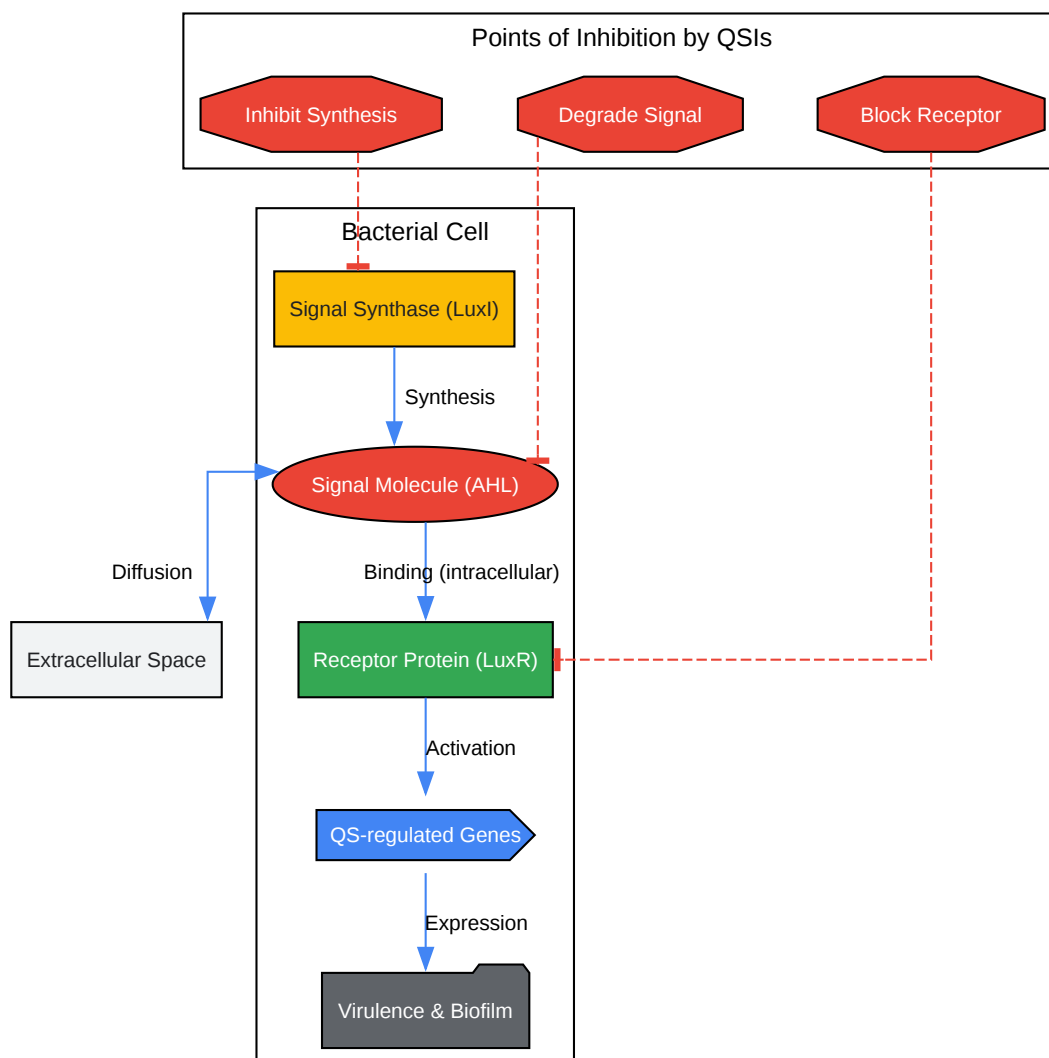 Points of Inhibition by QSIs
Inhibit Synthesis
Degrade Signal
Block Receptor
Bacterial Cell
Signal Synthase (LuxI)
Synthesis
Signal Molecule (AHL)
Diffusion
Binding (intracellular)
Extracellular Space
Receptor Protein (LuxR)
Activation
QS-regulated Genes
Expression
Virulence & Biofilm